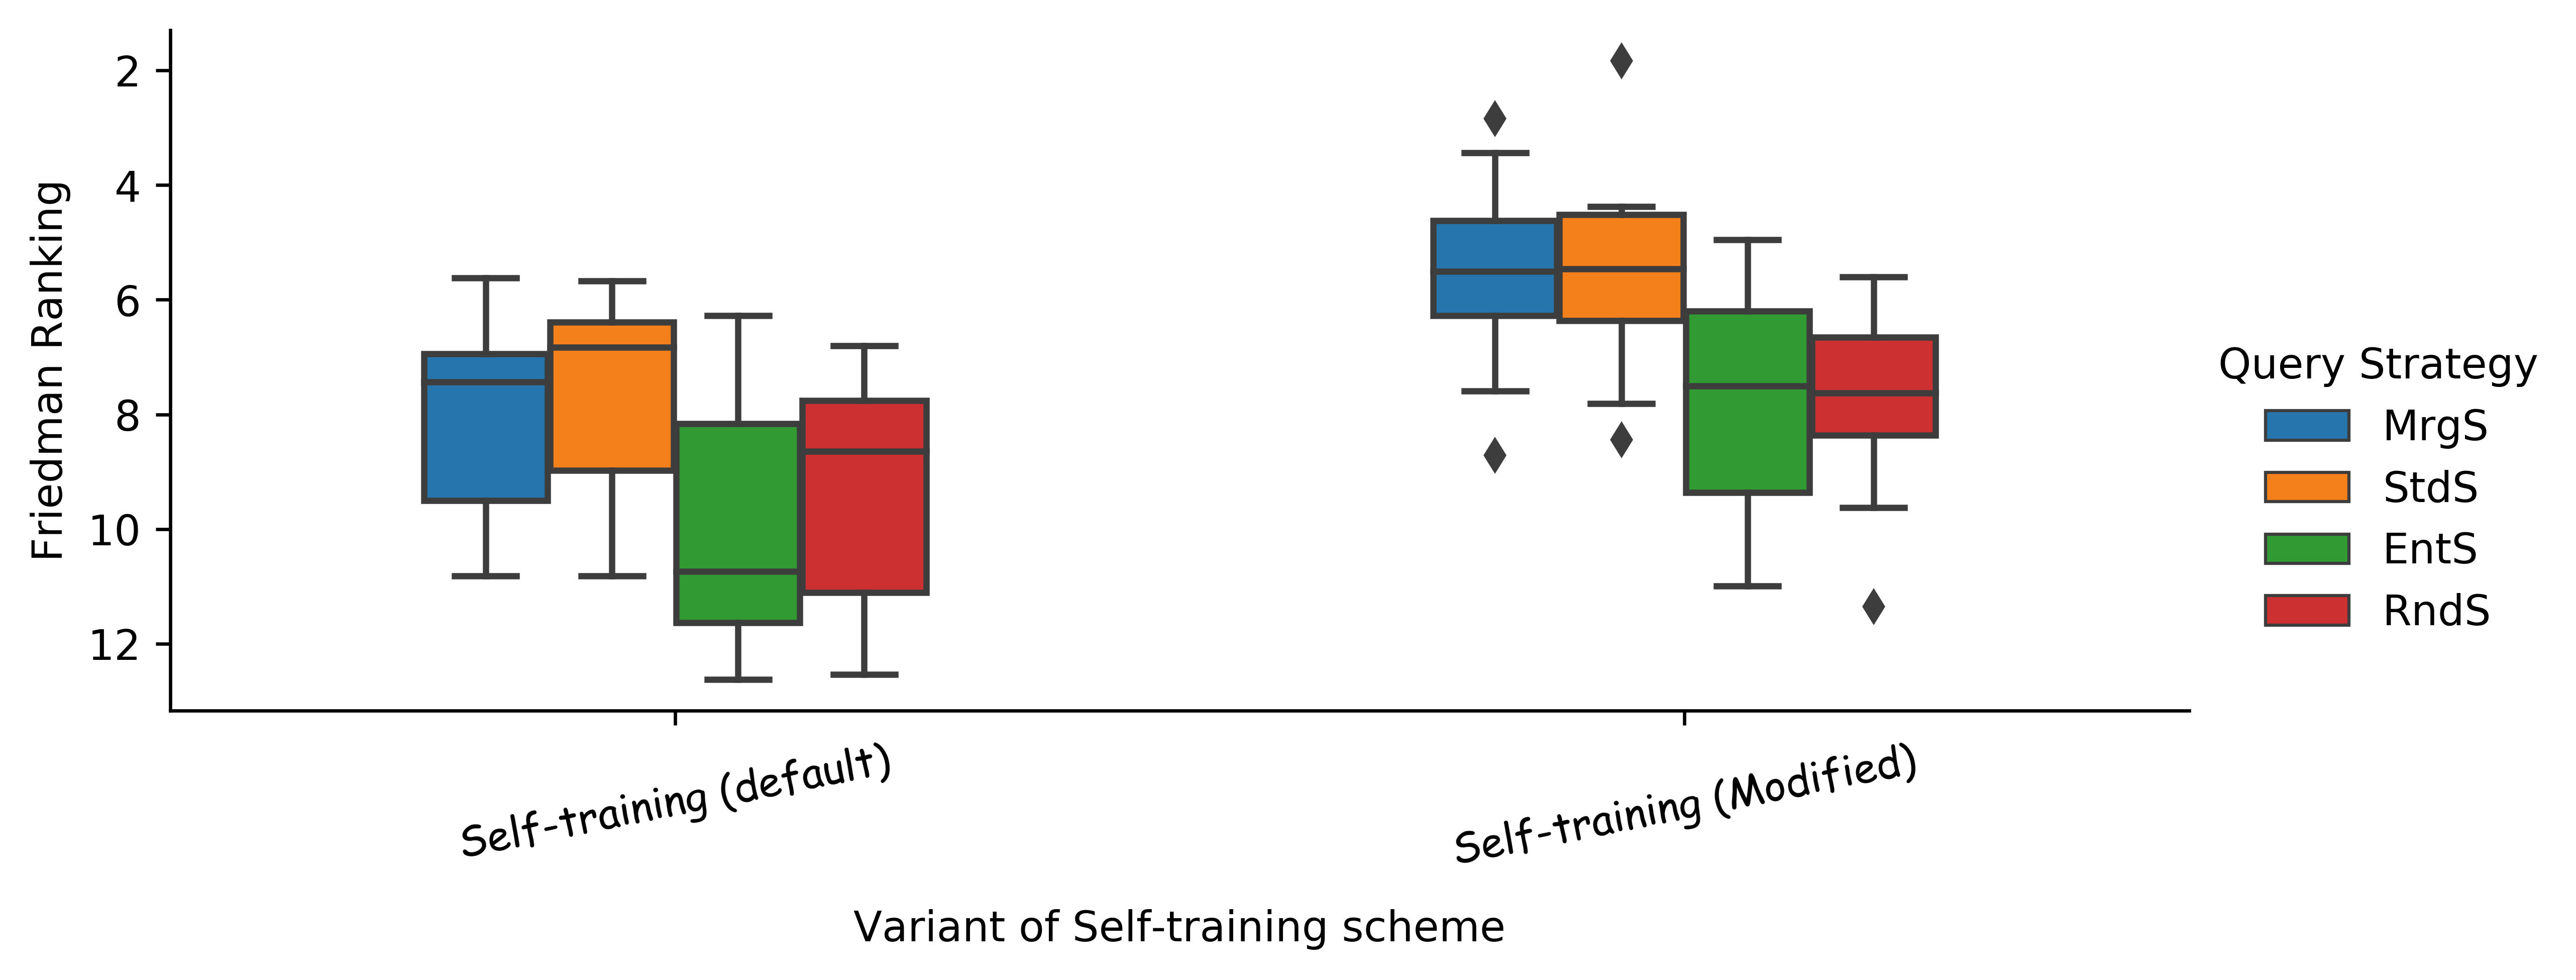 Friedman Ranking
2
4
6
8
10
12
Self-training (default)
Self-training (Modified)
Variant of Self-training scheme
Query Strategy
MrgS
StdS
EntS
RndS